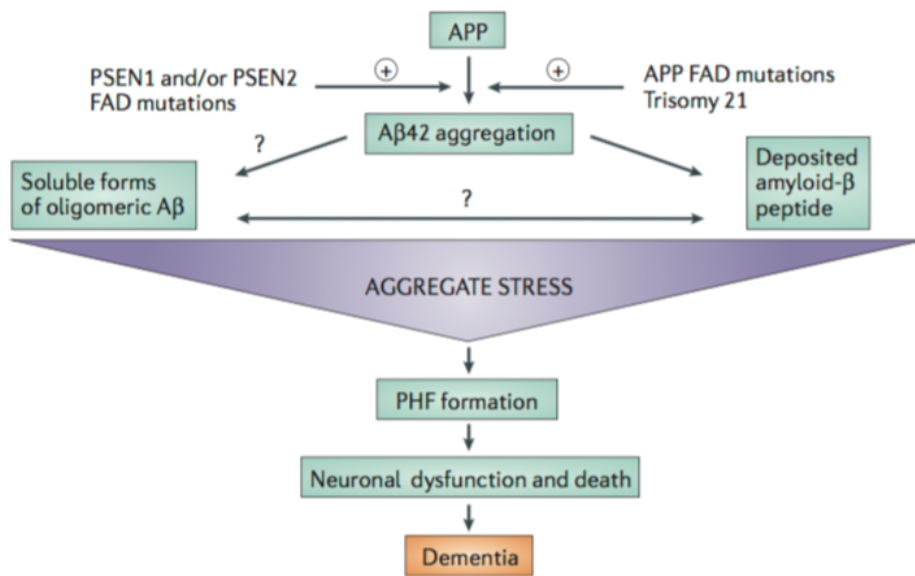 APP
PSEN1 and/or PSEN2
FAD mutations
+
+
APP FAD mutations
Trisomy 21
Aβ42 aggregation
?
Soluble forms
of oligomeric Aβ
?
Deposited
amyloid-β
peptide
AGGREGATE STRESS
PHF formation
Neuronal dysfunction and death
Dementia